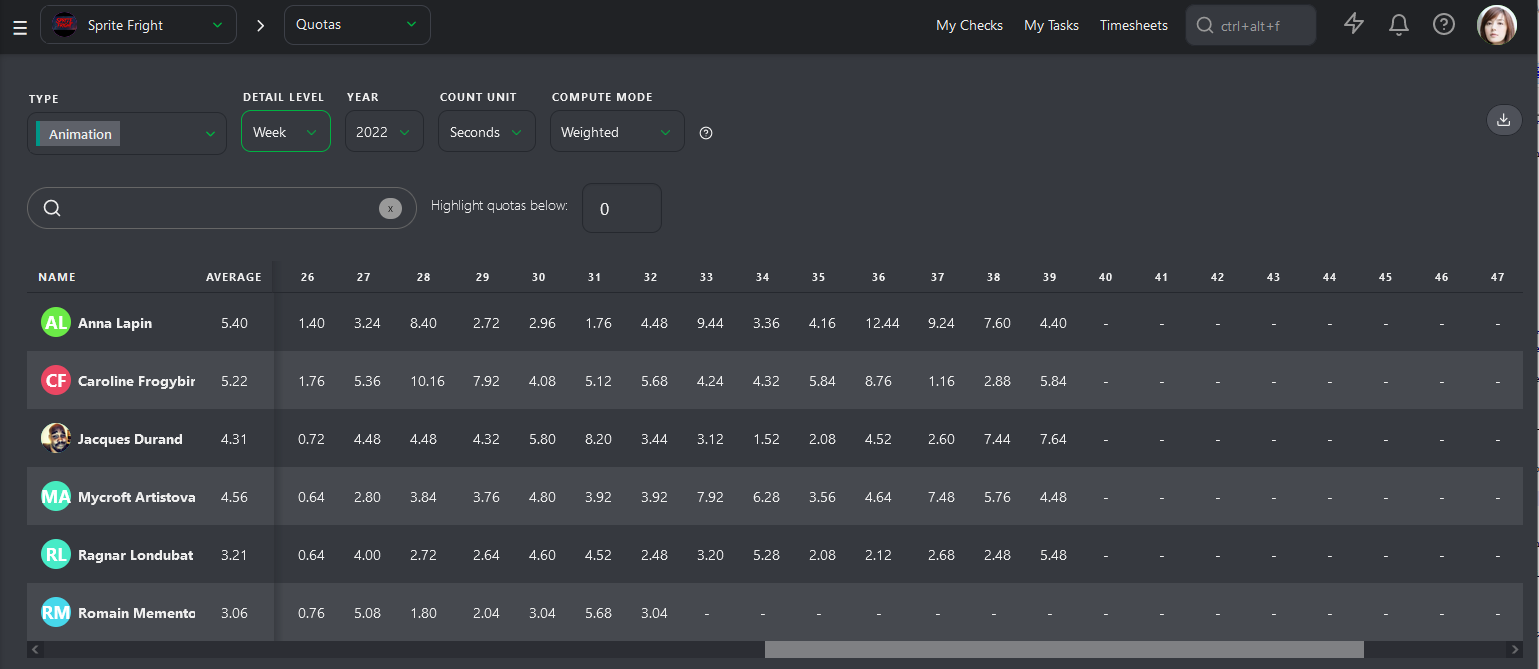 Sprite Fright Quotas My Checks My Tasks Timesheets ctrl+alt+f
TYPE DETAIL LEVEL YEAR COUNT UNIT COMPUTE MODE
Animation Week 2022 Seconds Weighted
x Highlight quotas below: 0
NAME AVERAGE 26 27 28 29 30 31 32 33 34 35 36 37 38 39 40 41 42 43 44 45 46 47
AL Anna Lapin 5.40 1.40 3.24 8.40 2.72 2.96 1.76 4.48 9.44 3.36 4.16 12.44 9.24 7.60 4.40 - - - - - - - -
CF Caroline Frogybir 5.22 1.76 5.36 10.16 7.92 4.08 5.12 5.68 4.24 4.32 5.84 8.76 1.16 2.88 5.84 - - - - - - - -
Jacques Durand 4.31 0.72 4.48 4.48 4.32 5.80 8.20 3.44 3.12 1.52 2.08 4.52 2.60 7.44 7.64 - - - - - - - -
MA Mycroft Artistova 4.56 0.64 2.80 3.84 3.76 4.80 3.92 3.92 7.92 6.28 3.56 4.64 7.48 5.76 4.48 - - - - - - - -
RL Ragnar Londubat 3.21 0.64 4.00 2.72 2.64 4.60 4.52 2.48 3.20 5.28 2.08 2.12 2.68 2.48 5.48 - - - - - - - -
RM Romain Memento 3.06 0.76 5.08 1.80 2.04 3.04 5.68 3.04 - - - - - - - - - - - - - - -